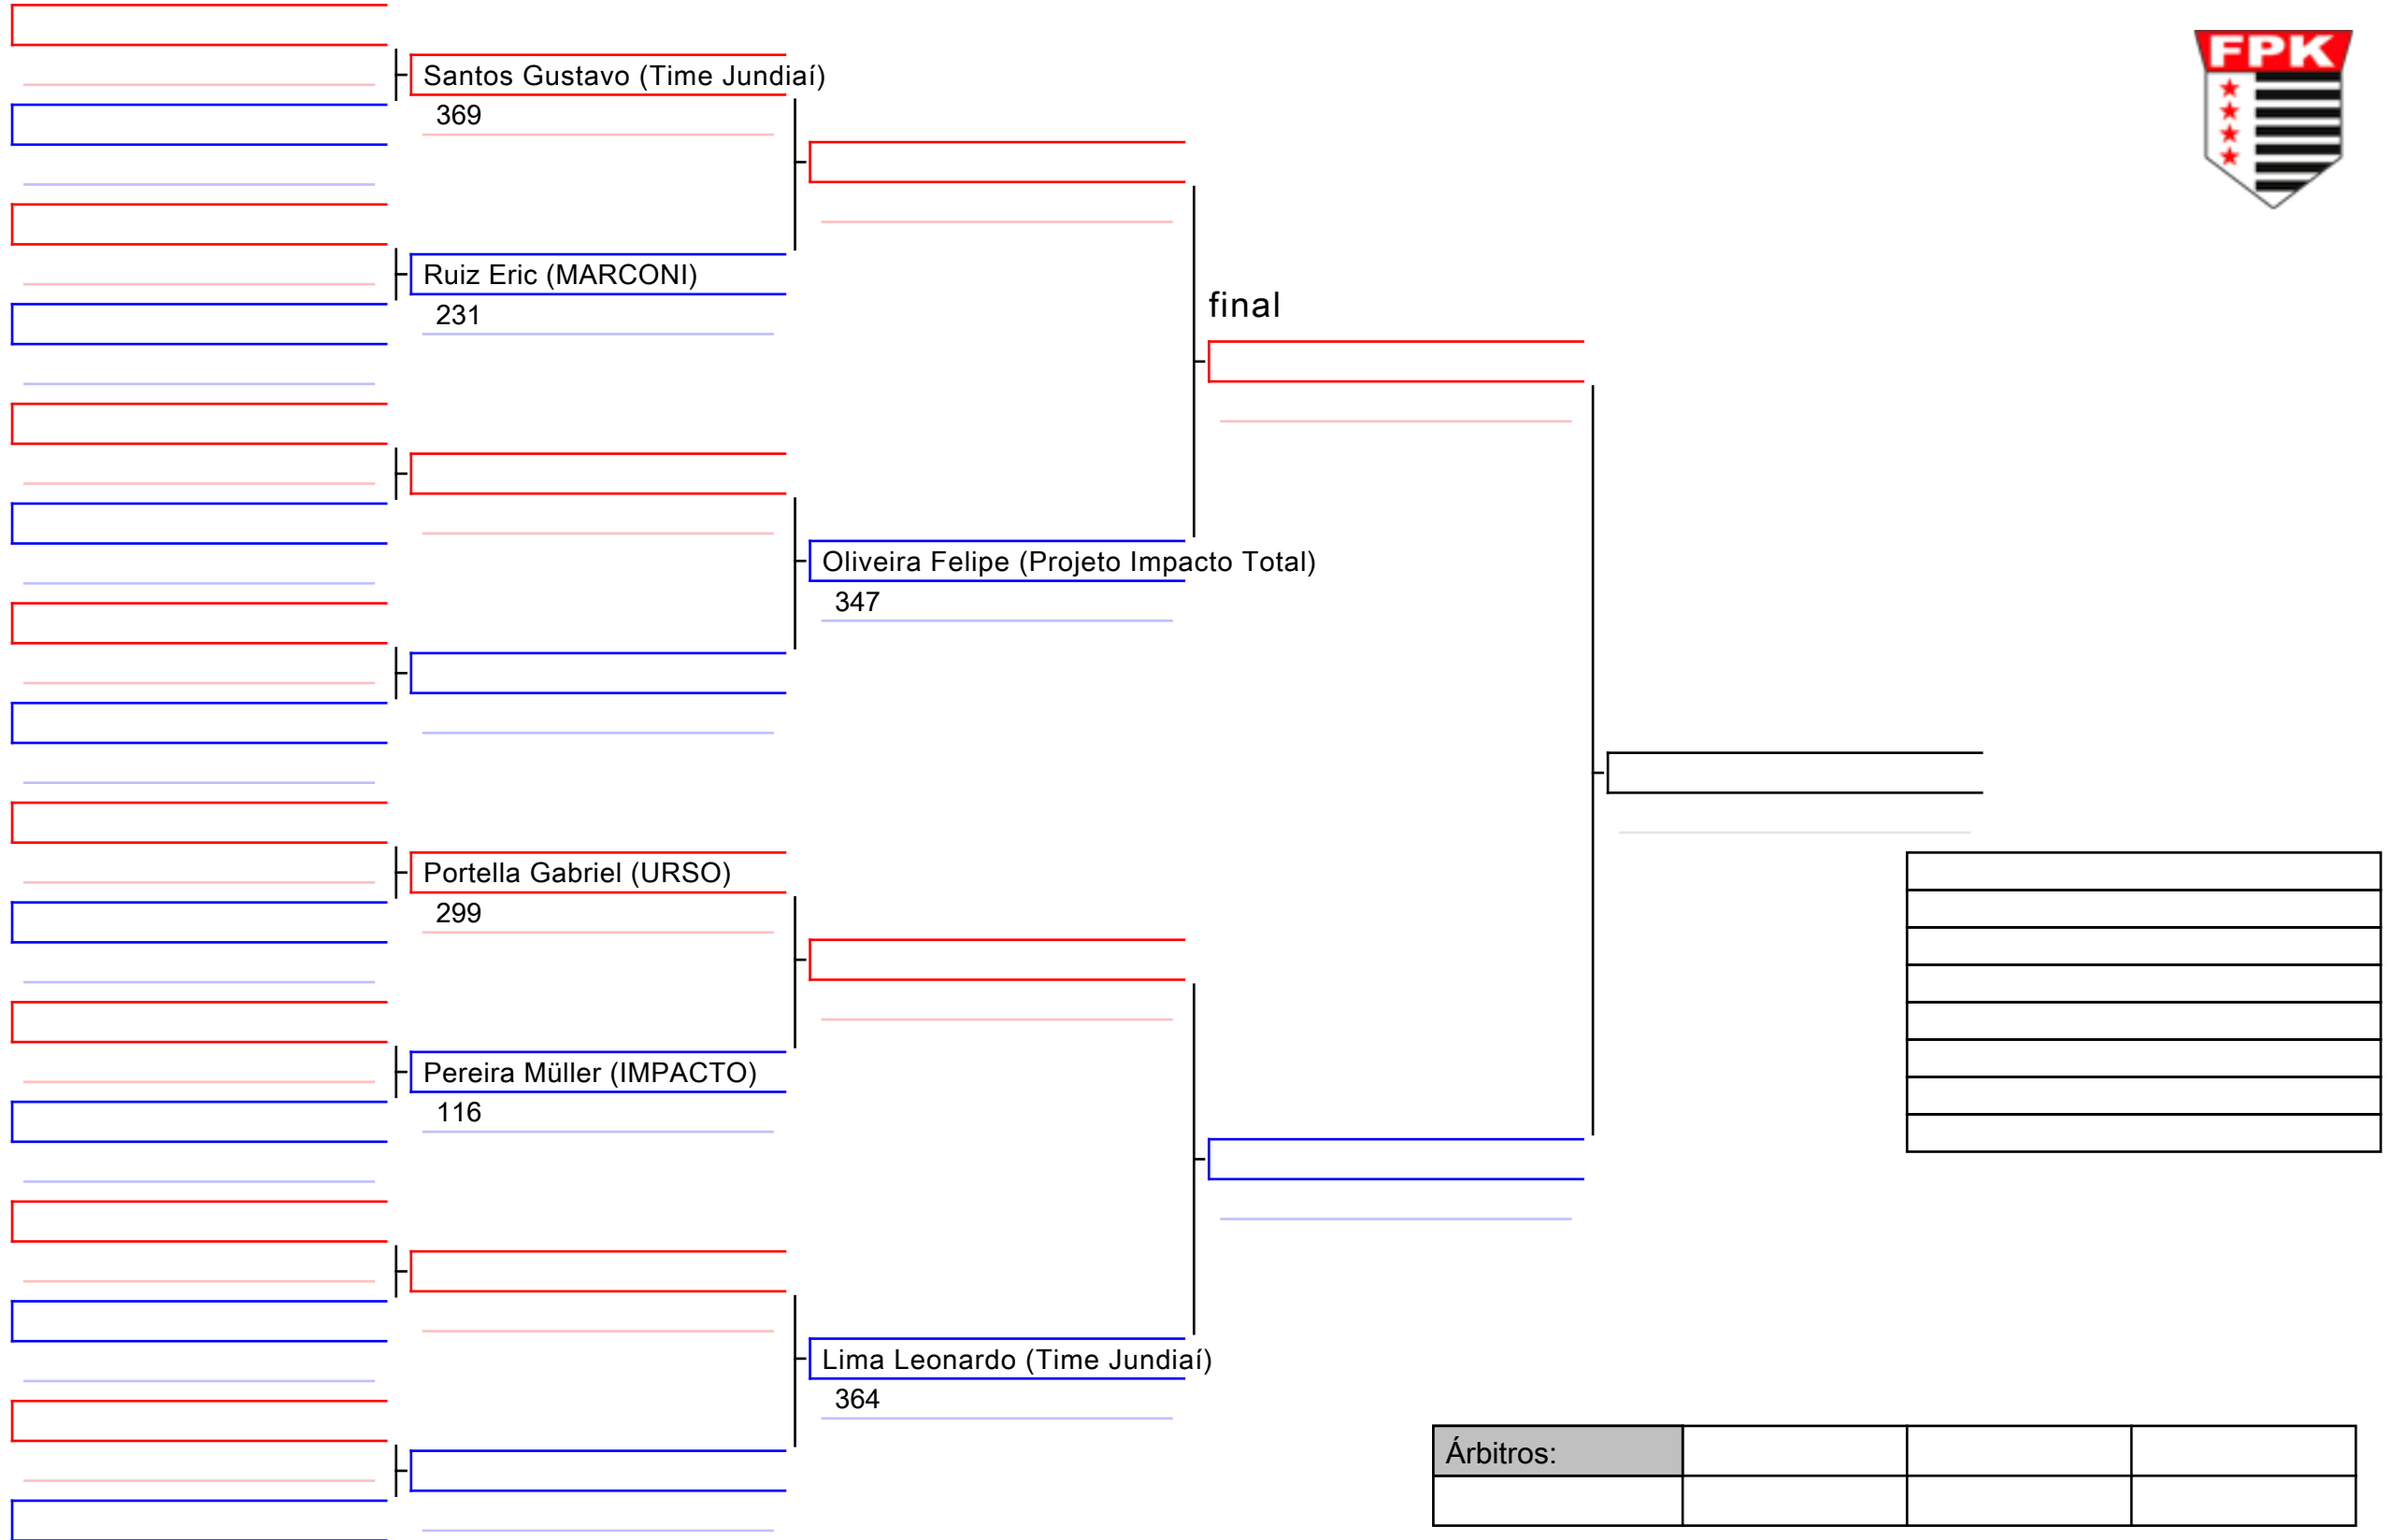 FPK
Santos Gustavo (Time Jundiaí)
369
Ruiz Eric (MARCONI)
231
final
Oliveira Felipe (Projeto Impacto Total)
347
Portella Gabriel (URSO)
299
Pereira Müller (IMPACTO)
116
Lima Leonardo (Time Jundiaí)
364
Árbitros: